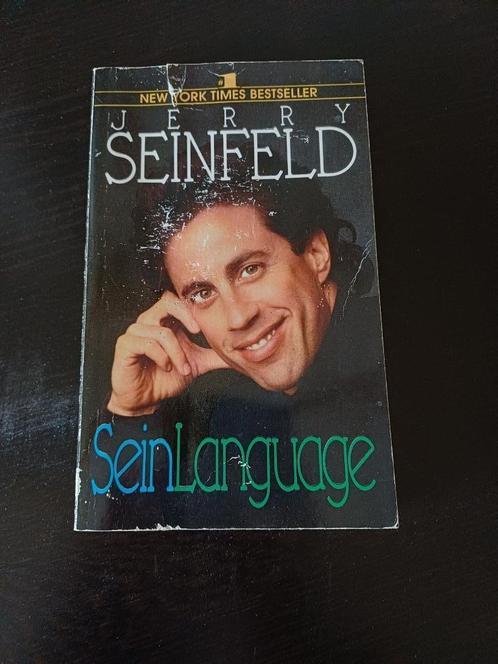 #1
NEW YORK TIMES BESTSELLER
JERRY
SEINFELD
SeinLanguage